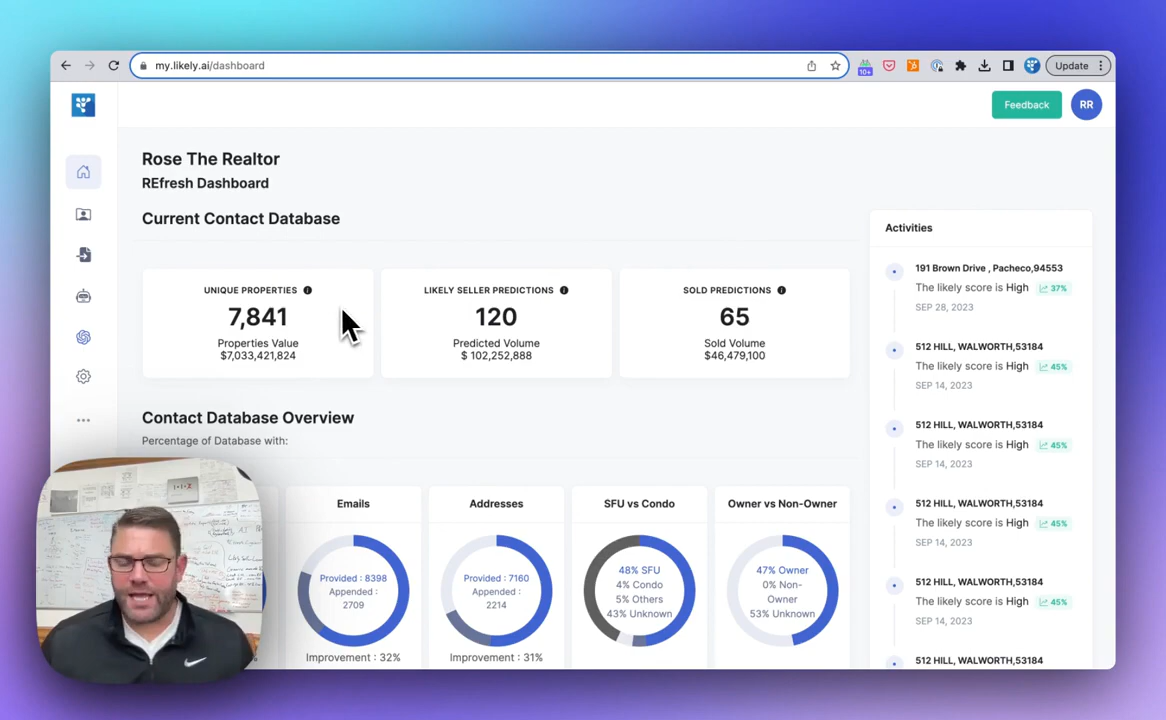 my.likely.ai/dashboard
10+
Update
Feedback
RR
Rose The Realtor
REfresh Dashboard
Current Contact Database
UNIQUE PROPERTIES
7,841
Properties Value
$7,033,421,824
LIKELY SELLER PREDICTIONS
120
Predicted Volume
$ 102,252,888
SOLD PREDICTIONS
65
Sold Volume
$46,479,100
Contact Database Overview
Percentage of Database with:
Emails
Provided : 8398
Appended :
2709
Improvement : 32%
Addresses
Provided : 7160
Appended :
2214
Improvement : 31%
SFU vs Condo
48% SFU
4% Condo
5% Others
43% Unknown
Owner vs Non-Owner
47% Owner
0% Non-
Owner
53% Unknown
Activities
191 Brown Drive , Pacheco,94553
The likely score is High 37%
SEP 28, 2023
512 HILL, WALWORTH,53184
The likely score is High 45%
SEP 14, 2023
512 HILL, WALWORTH,53184
The likely score is High 45%
SEP 14, 2023
512 HILL, WALWORTH,53184
The likely score is High 45%
SEP 14, 2023
512 HILL, WALWORTH,53184
The likely score is High 45%
SEP 14, 2023
512 HILL, WALWORTH,53184